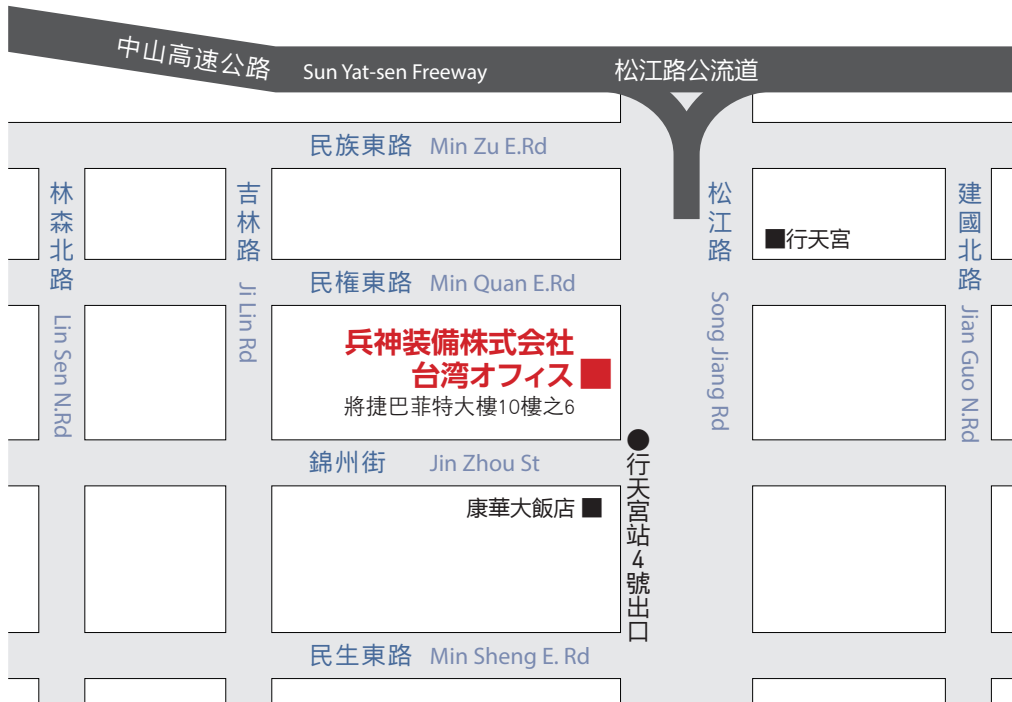 中山高速公路
Sun Yat-sen Freeway
松江路公流道
民族東路 Min Zu E.Rd
林森北路 Lin Sen N.Rd
吉林路 Ji Lin Rd
松江路 Song Jiang Rd
建國北路 Jian Guo N.Rd
■行天宮
民権東路 Min Quan E.Rd
兵神装備株式会社
台湾オフィス ■
將捷巴菲特大樓10樓之6
錦州街 Jin Zhou St
●行天宮站4號出口
康華大飯店 ■
民生東路 Min Sheng E. Rd